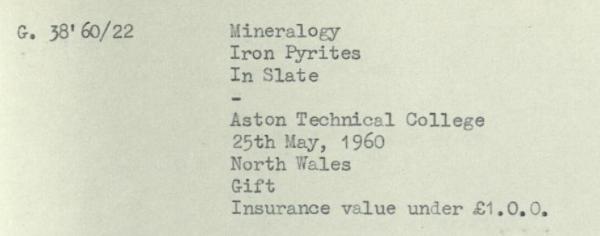 G. 38'60/22 Mineralogy
Iron Pyrites
In Slate
-
Aston Technical College
25th May, 1960
North Wales
Gift
Insurance value under £1.0.0.